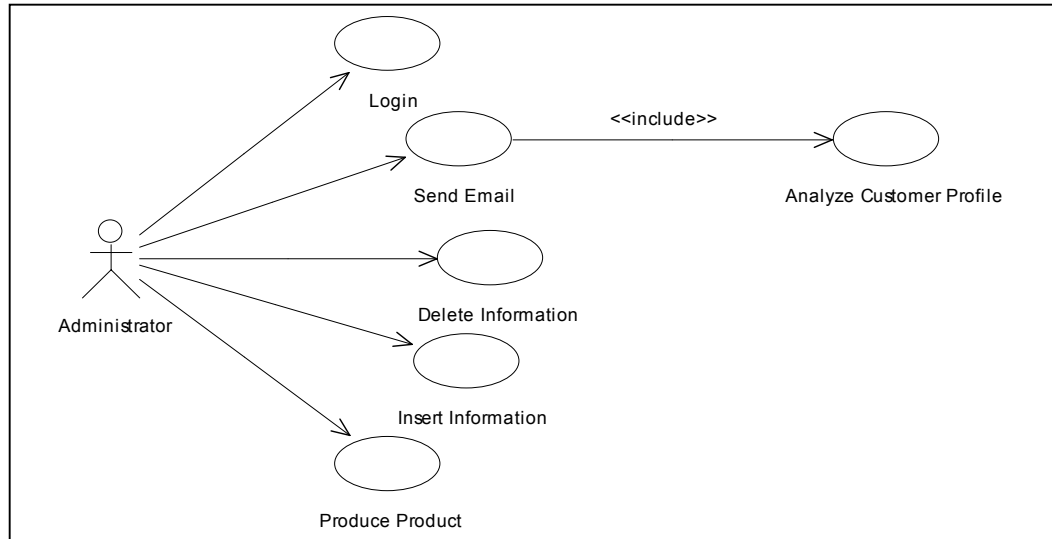 Login
<<include>>
Send Email
Analyze Customer Profile
Delete Information
Administrator
Insert Information
Produce Product